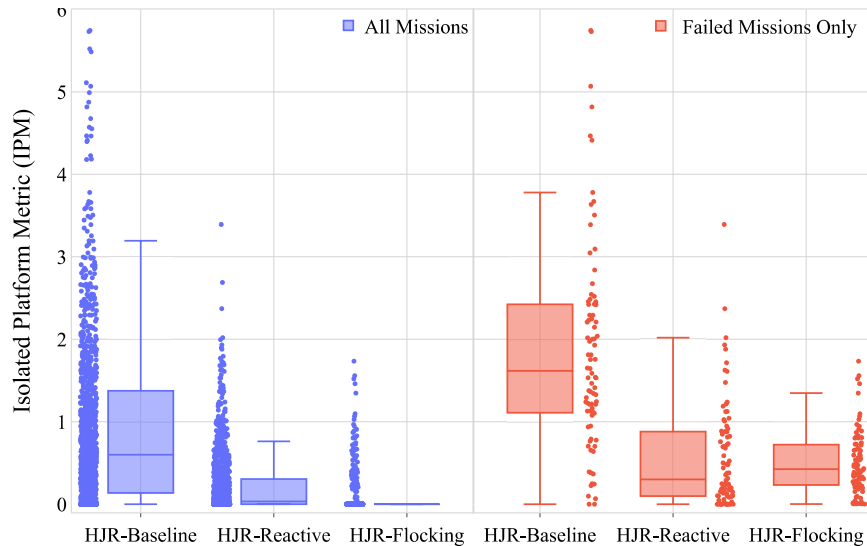 6
All Missions
Failed Missions Only
5
4
3
2
1
0
Isolated Platform Metric (IPM)
HJR-Baseline
HJR-Reactive
HJR-Flocking
HJR-Baseline
HJR-Reactive
HJR-Flocking